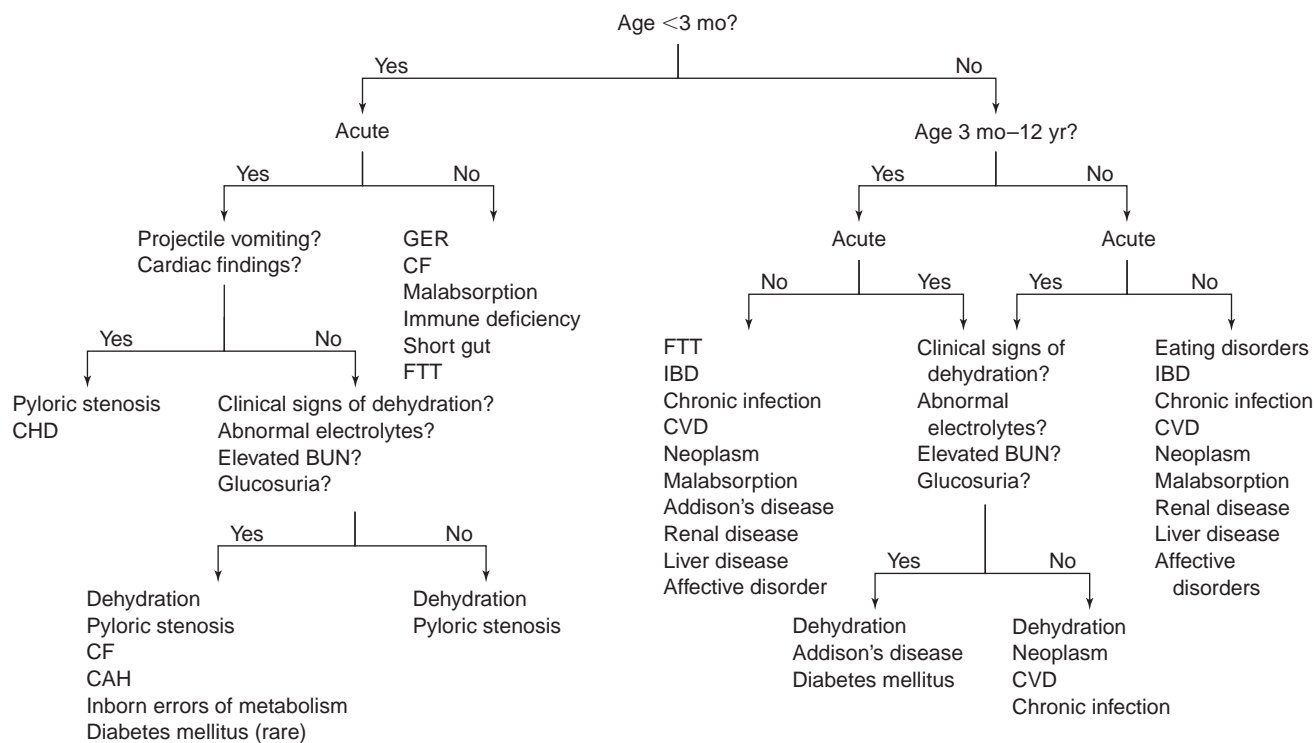 Age <3 mo?
Yes
No
Acute
Age 3 mo–12 yr?
Yes
No
Yes
No
Projectile vomiting?
Cardiac findings?
GER
CF
Malabsorption
Immune deficiency
Short gut
FTT
Acute
Acute
No
Yes
Yes
No
Yes
No
Pyloric stenosis
CHD
Clinical signs of dehydration?
Abnormal electrolytes?
Elevated BUN?
Glucosuria?
FTT
IBD
Chronic infection
CVD
Neoplasm
Malabsorption
Addison's disease
Renal disease
Liver disease
Affective disorder
Clinical signs of
dehydration?
Abnormal
electrolytes?
Elevated BUN?
Glucosuria?
Eating disorders
IBD
Chronic infection
CVD
Neoplasm
Malabsorption
Renal disease
Liver disease
Affective
disorders
Yes
No
Yes
No
Dehydration
Pyloric stenosis
CF
CAH
Inborn errors of metabolism
Diabetes mellitus (rare)
Dehydration
Pyloric stenosis
Dehydration
Addison's disease
Diabetes mellitus
Dehydration
Neoplasm
CVD
Chronic infection